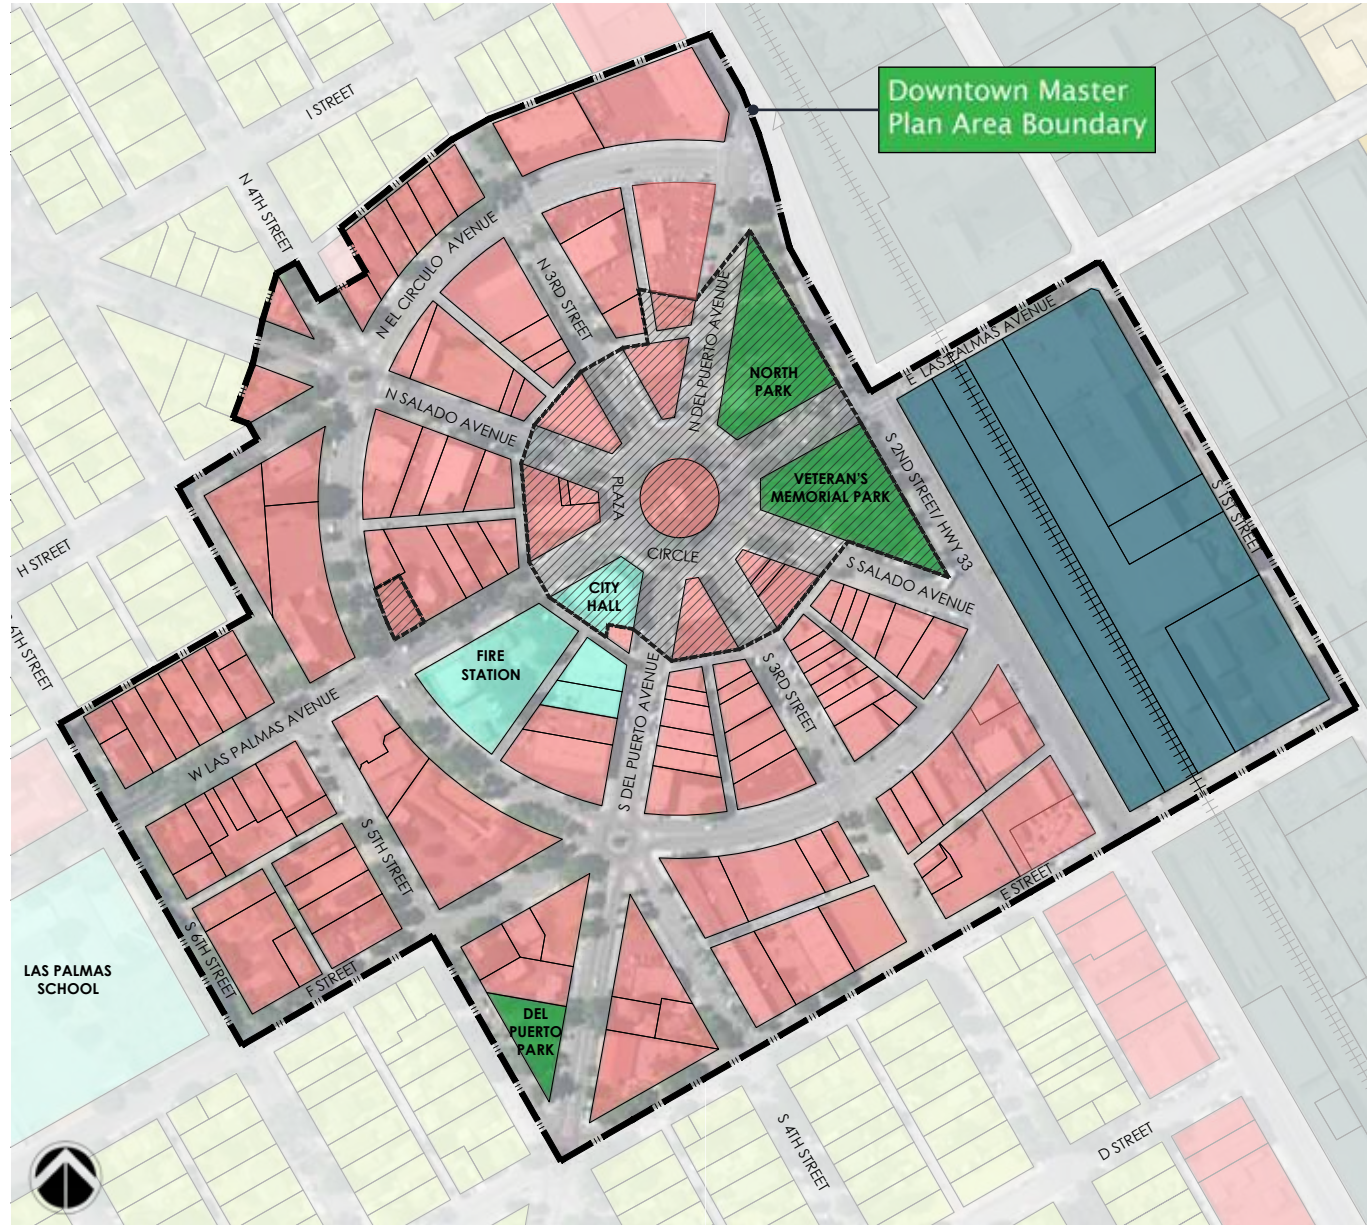 Downtown Master
Plan Area Boundary
I STREET
N 4TH STREET
N EL CIRCULO AVENUE
N 3RD STREET
N DEL PUERTO AVENUE
NORTH
PARK
E LAS PALMAS AVENUE
N SALADO AVENUE
PLAZA
CIRCLE
VETERAN'S
MEMORIAL PARK
S 2ND STREET/ HWY 33
S 1ST STREET
H STREET
CITY
HALL
S SALADO AVENUE
FIRE
STATION
S 3RD STREET
S DEL PUERTO AVENUE
W LAS PALMAS AVENUE
S 5TH STREET
E STREET
LAS PALMAS
SCHOOL
S 6TH STREET
F STREET
DEL
PUERTO
PARK
S 4TH STREET
D STREET